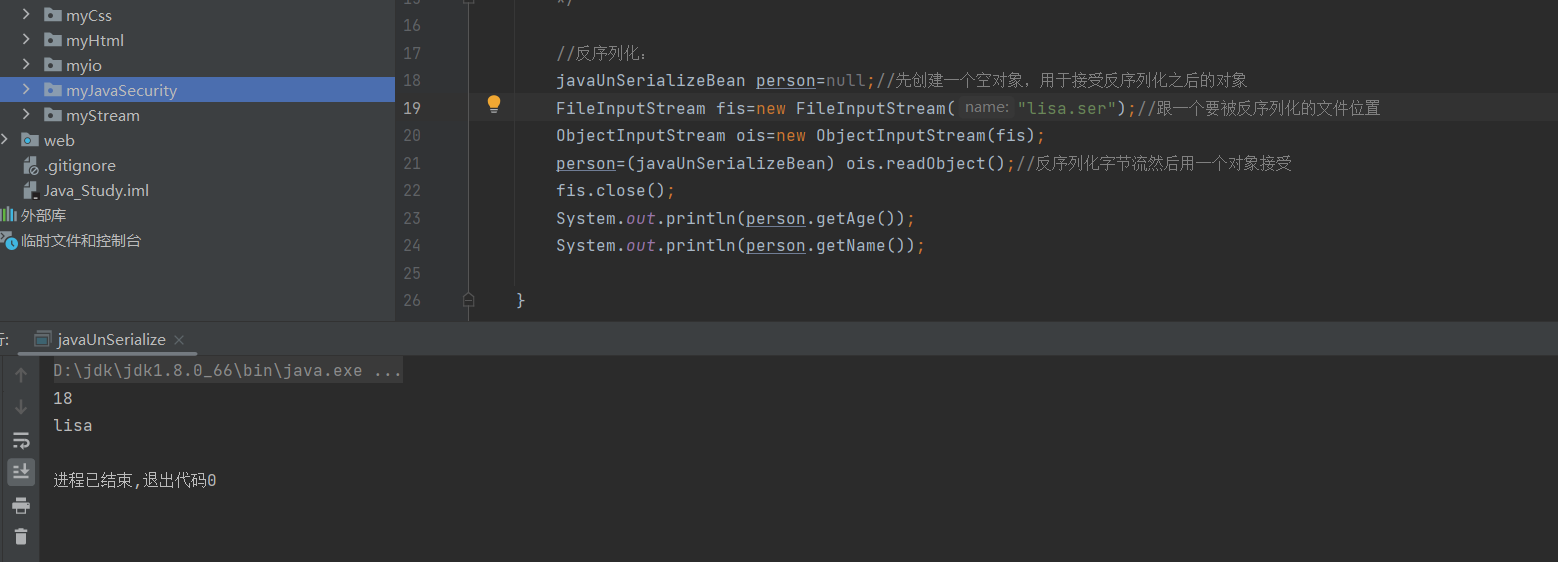 myCss
myHtml
myio
myJavaSecurity
myStream
web
.gitignore
Java_Study.iml
外部库
临时文件和控制台
*/
16
17 //反序列化：
18 javaUnSerializeBean person=null;//先创建一个空对象，用于接受反序列化之后的对象
19 FileInputStream fis=new FileInputStream( name: "lisa.ser");//跟一个要被反序列化的文件位置
20 ObjectInputStream ois=new ObjectInputStream(fis);
21 person=(javaUnSerializeBean) ois.readObject();//反序列化字节流然后用一个对象接受
22 fis.close();
23 System.out.println(person.getAge());
24 System.out.println(person.getName());
25
26 }
javaUnSerialize
D:\jdk\jdk1.8.0_66\bin\java.exe ...
18
lisa
进程已结束,退出代码0